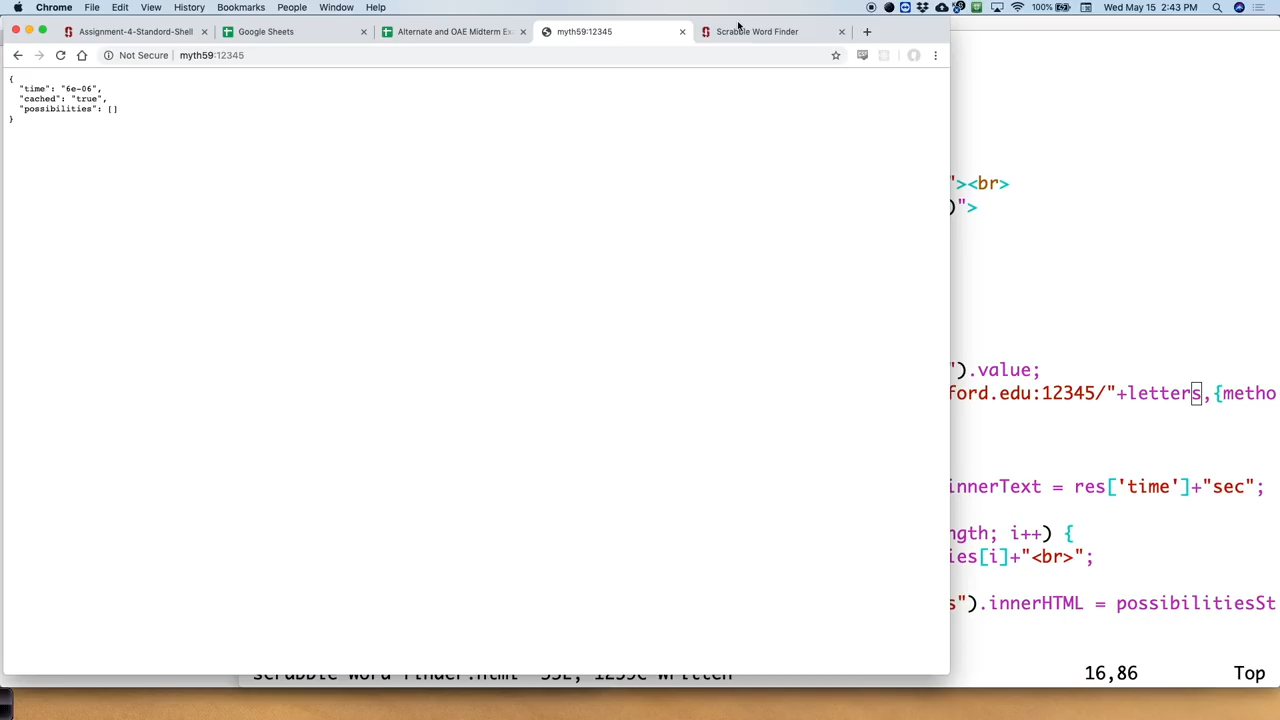 Chrome File Edit View History Bookmarks People Window Help 100% Wed May 15 2:43 PM
Assignment-4-Standord-Shell Google Sheets Alternate and OAE Midterm Ex myth59:12345 Scrabble Word Finder
Not Secure myth59:12345
{
"time": "6e-06",
"cached": "true",
"possibilities": []
}
"><br>
)">
").value;
ford.edu:12345/"+letters,{metho
innerText = res['time']+"sec";
ngth; i++) {
ies[i]+"<br>";
s").innerHTML = possibilitiesSt
16,86 Top